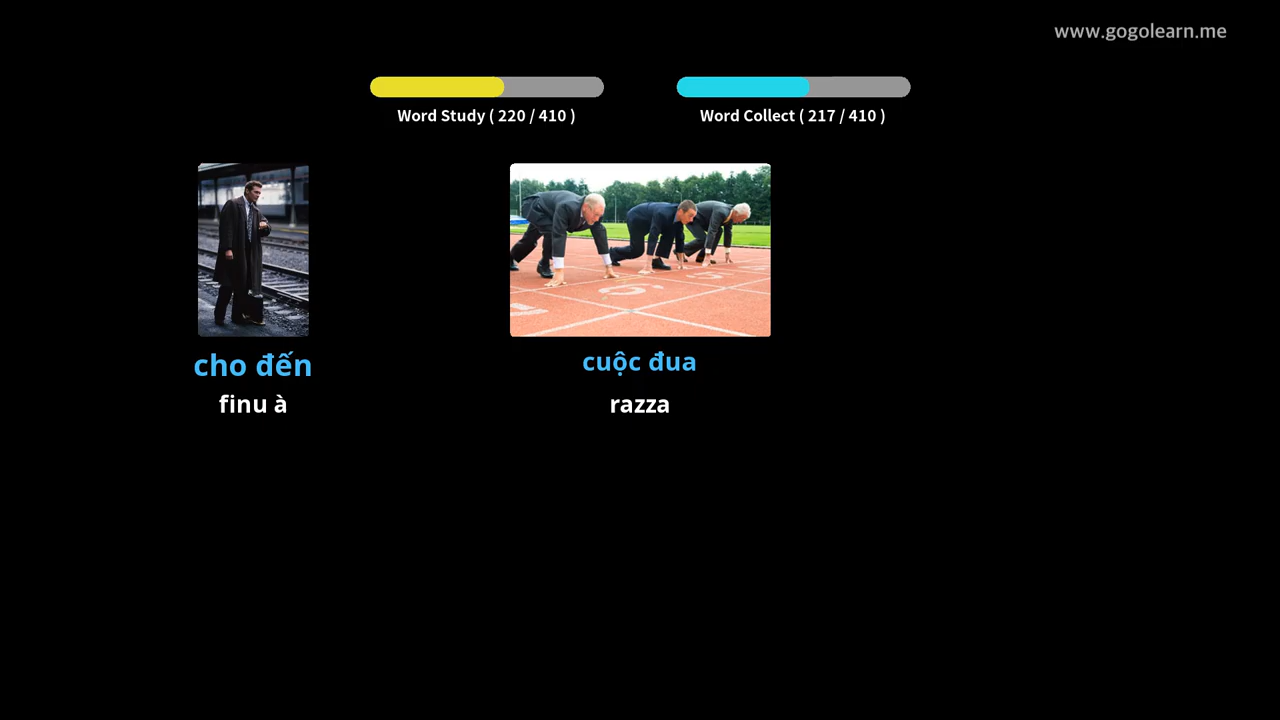 www.gogolearn.me
Word Study ( 220 / 410 )
Word Collect ( 217 / 410 )
cho đến
finu à
cuộc đua
razza